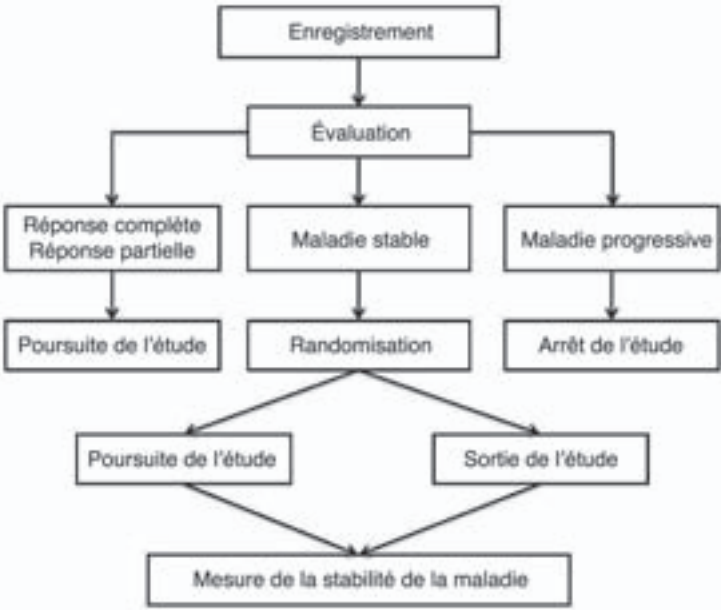 Enregistrement
Évaluation
Réponse complète
Réponse partielle
Maladie stable
Maladie progressive
Poursuite de l'étude
Randomisation
Arrêt de l'étude
Poursuite de l'étude
Sortie de l'étude
Mesure de la stabilité de la maladie